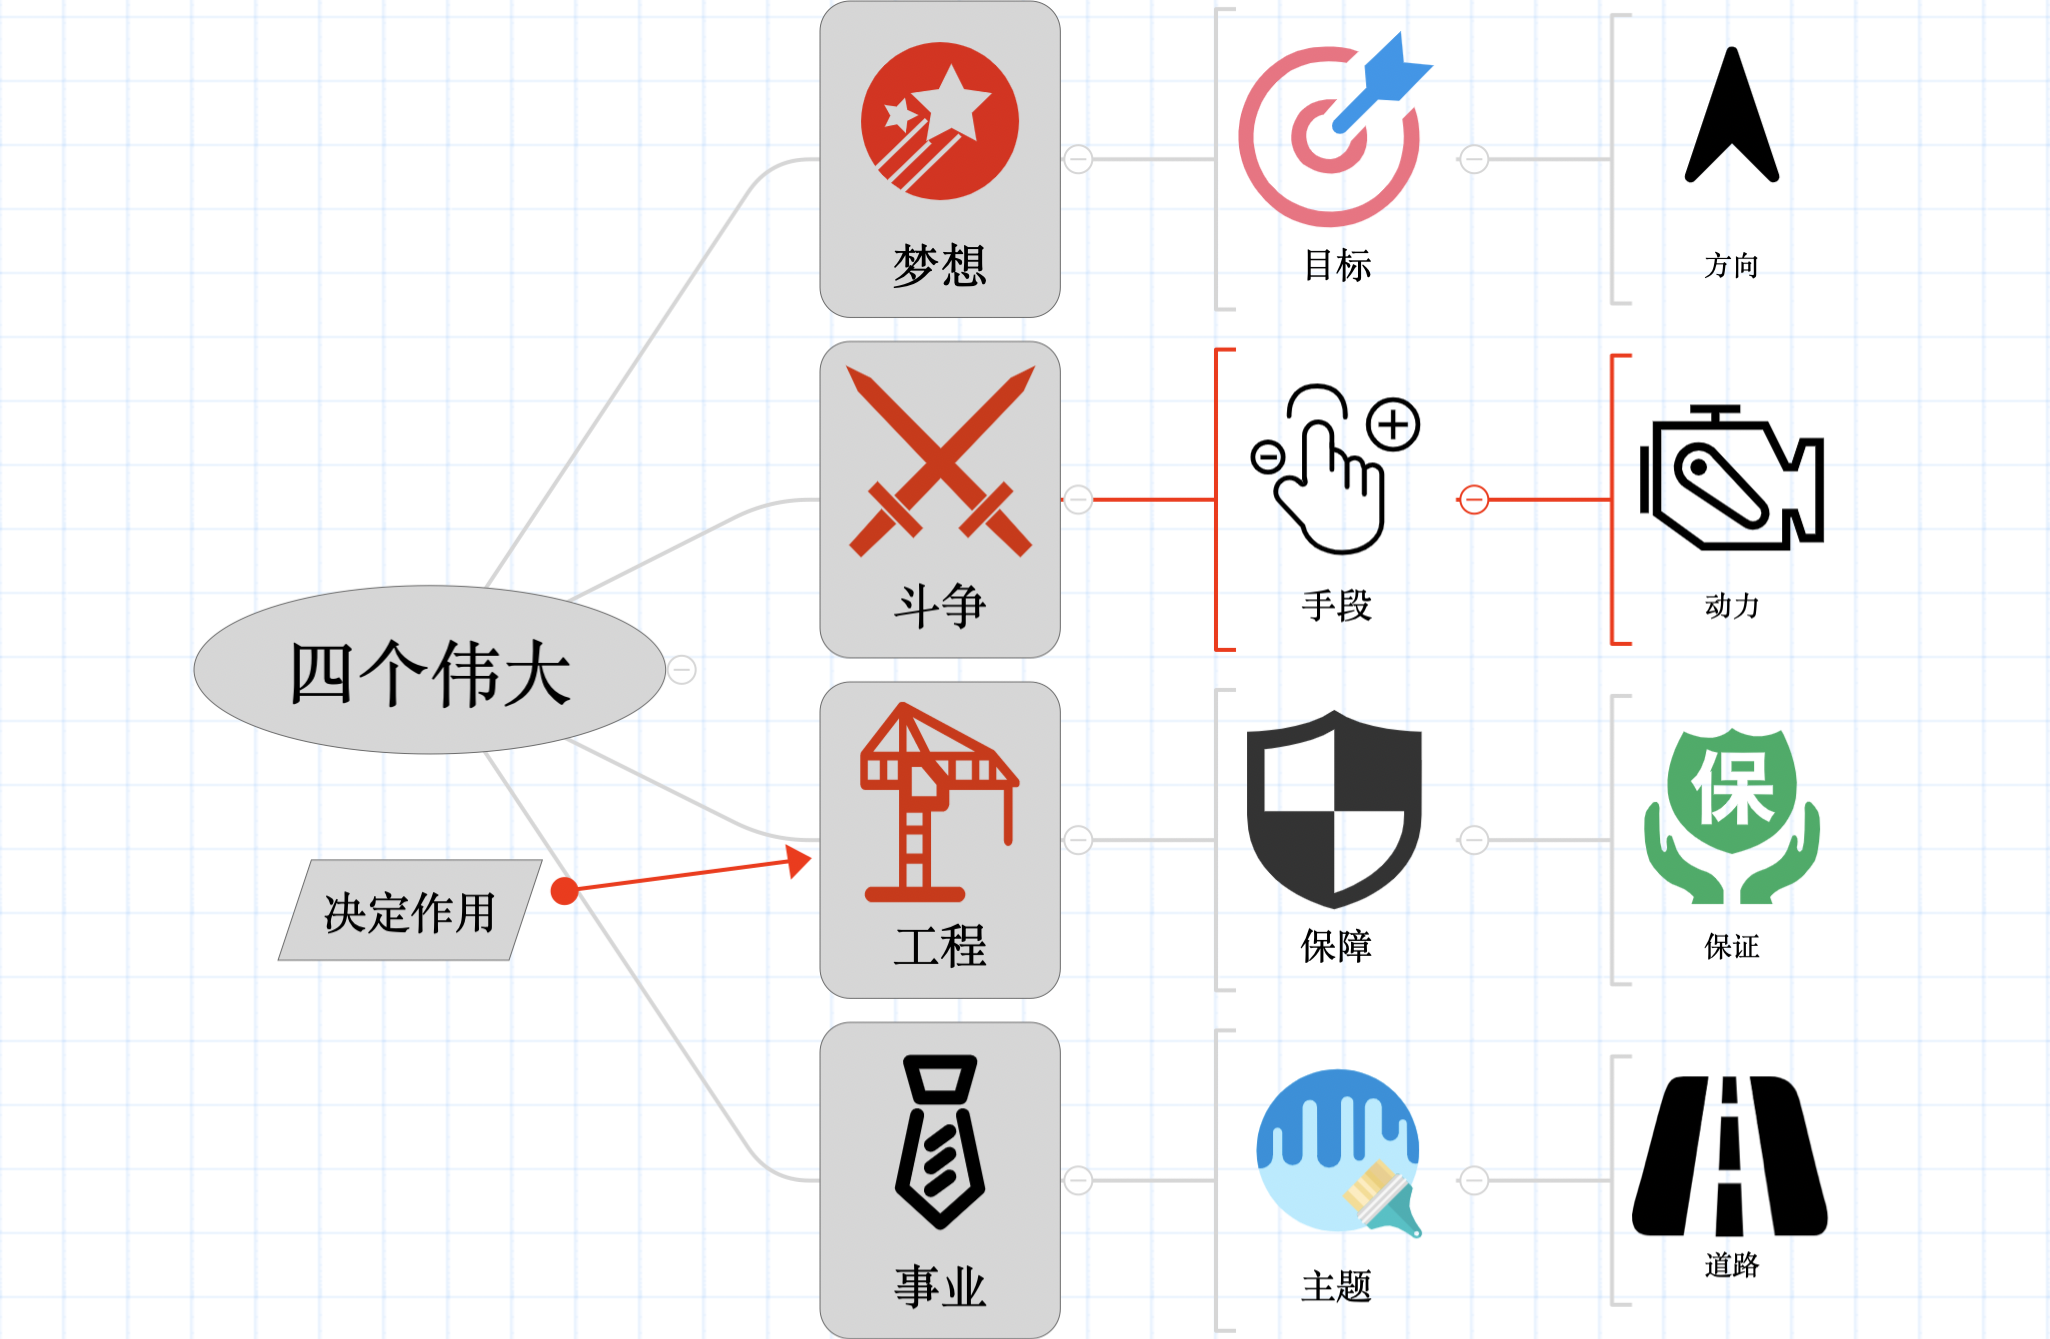 梦想
目标
方向
斗争
手段
动力
四个伟大
决定作用
工程
保障
保
保证
事业
主题
道路